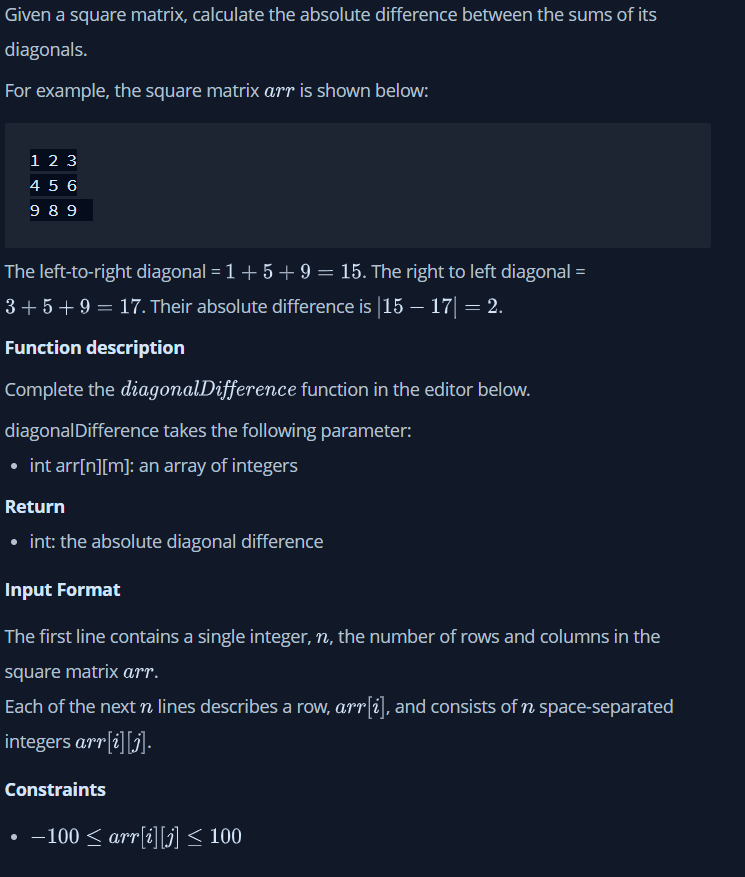 Given a square matrix, calculate the absolute difference between the sums of its
diagonals.
For example, the square matrix arr is shown below:
1 2 3
4 5 6
9 8 9
The left-to-right diagonal = 1 + 5 + 9 = 15. The right to left diagonal =
3 + 5 + 9 = 17. Their absolute difference is |15 − 17| = 2.
Function description
Complete the diagonalDifference function in the editor below.
diagonalDifference takes the following parameter:
• int arr[n][m]: an array of integers
Return
• int: the absolute diagonal difference
Input Format
The first line contains a single integer, n, the number of rows and columns in the
square matrix arr.
Each of the next n lines describes a row, arr[i], and consists of n space-separated
integers arr[i][j].
Constraints
• −100 ≤ arr[i][j] ≤ 100